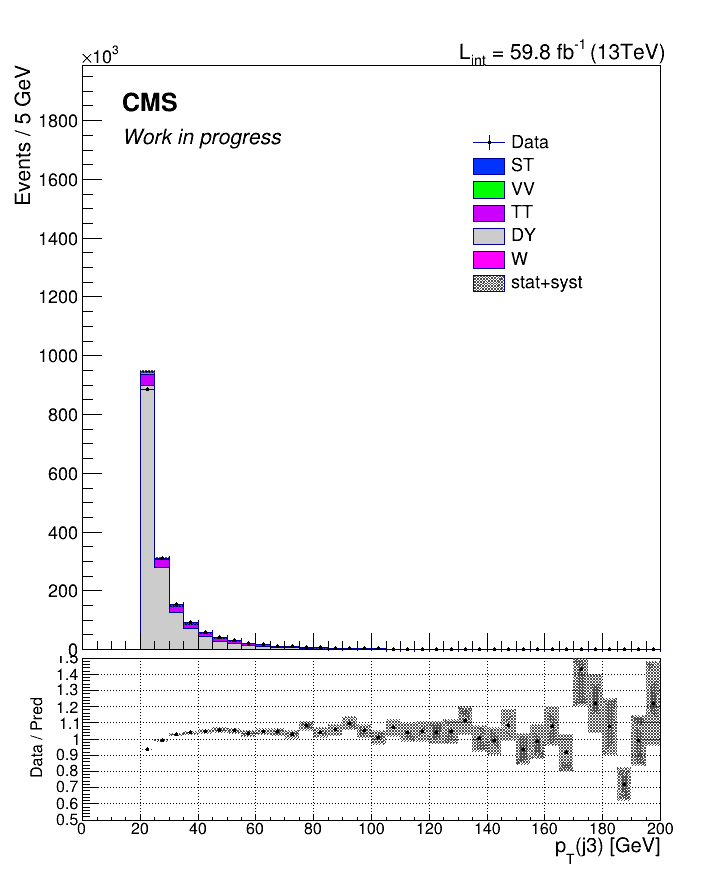 ×10³
L_int = 59.8 fb⁻¹ (13TeV)
Events / 5 GeV
CMS
Work in progress
Data
ST
VV
TT
DY
W
stat+syst
1800
1600
1400
1200
1000
800
600
400
200
0
Data / Pred
1.5
1.4
1.3
1.2
1.1
1
0.9
0.8
0.7
0.6
0.5
0 20 40 60 80 100 120 140 160 180 200
p_T(j3) [GeV]